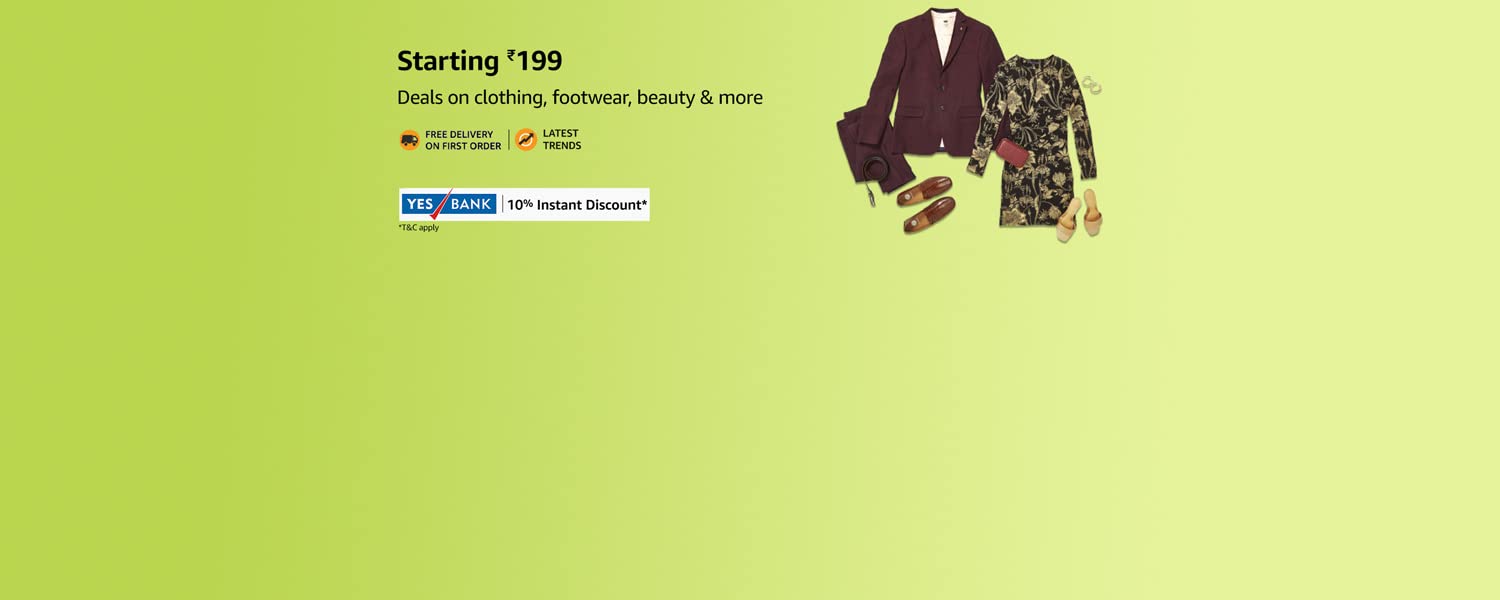 Starting ₹199
Deals on clothing, footwear, beauty & more
FREE DELIVERY
ON FIRST ORDER
LATEST
TRENDS
YES BANK | 10% Instant Discount*
*T&C apply